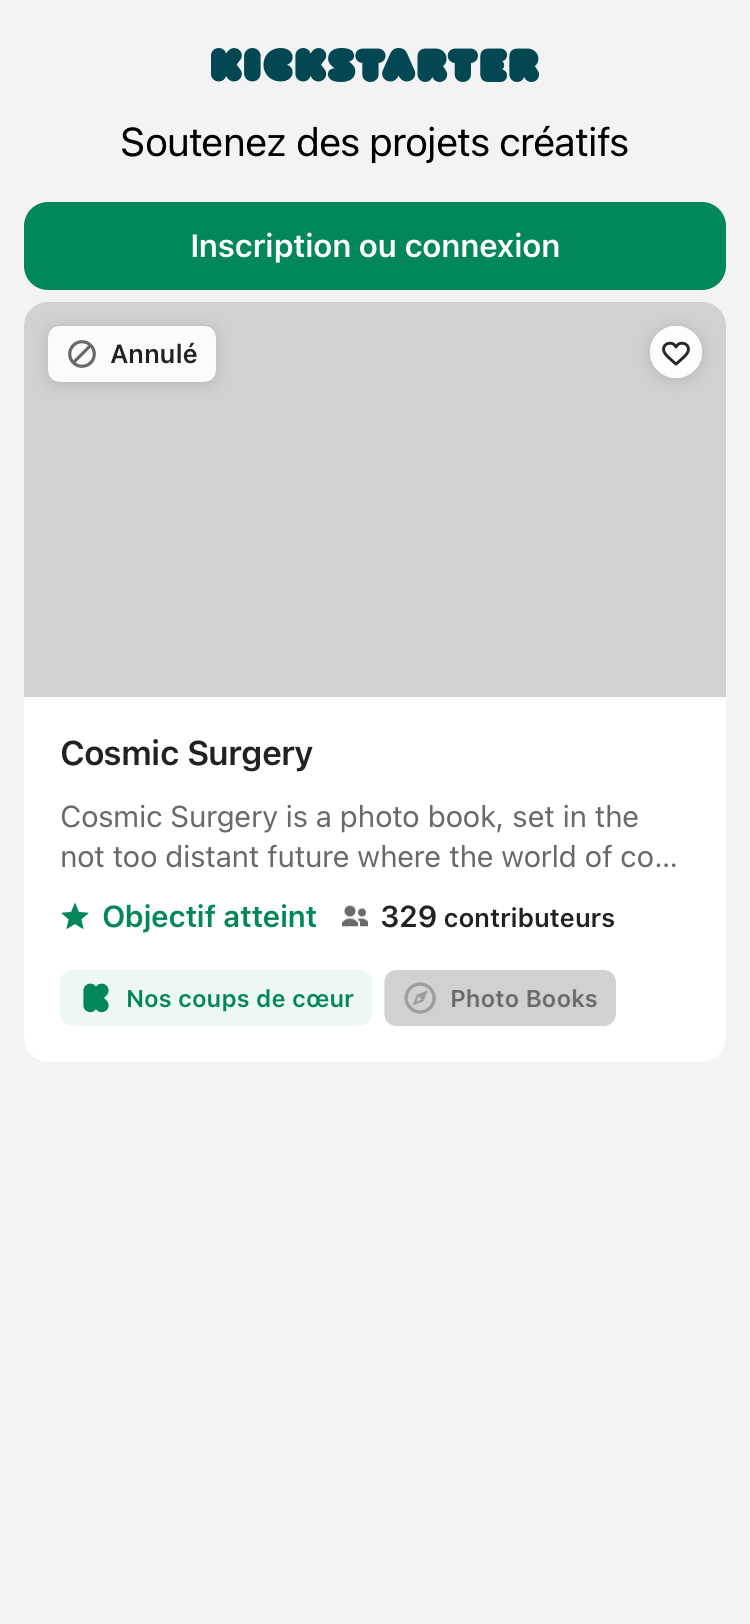 KICKSTARTER
Soutenez des projets créatifs
Inscription ou connexion
Annulé
Cosmic Surgery
Cosmic Surgery is a photo book, set in the
not too distant future where the world of co...
Objectif atteint 329 contributeurs
Nos coups de cœur Photo Books